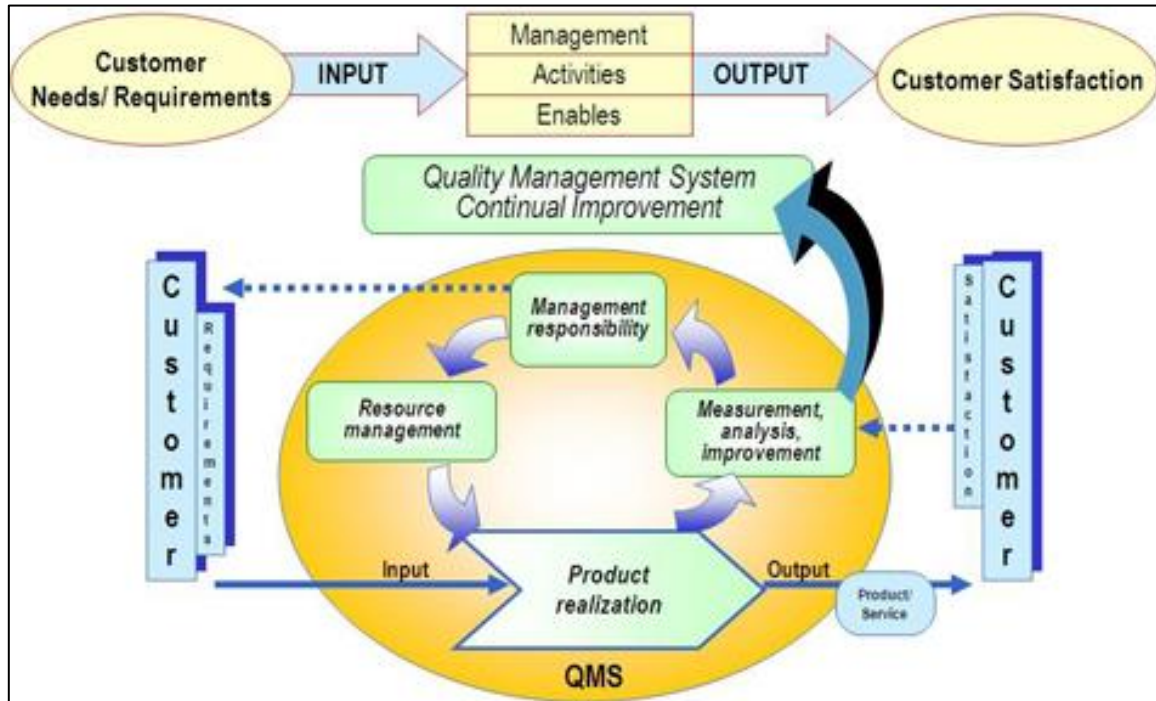 Customer
Needs/ Requirements
INPUT
Management
Activities
Enables
OUTPUT
Customer Satisfaction
Quality Management System
Continual Improvement
Customer
Requirements
Management
responsibility
Resource
management
Measurement,
analysis,
improvement
Satisfaction
Customer
Input
Product
realization
Output
Product/
Service
QMS